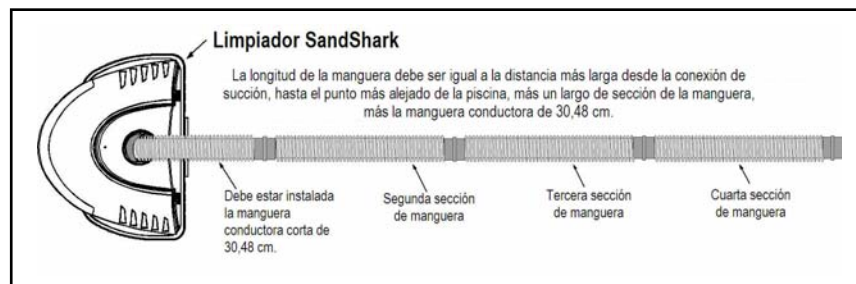 Limpiador SandShark
La longitud de la manguera debe ser igual a la distancia más larga desde la conexión de
succión, hasta el punto más alejado de la piscina, más un largo de sección de la manguera,
más la manguera conductora de 30,48 cm.
Debe estar instalada
la manguera
conductora corta de
30,48 cm.
Segunda sección
de manguera
Tercera sección
de manguera
Cuarta sección
de manguera